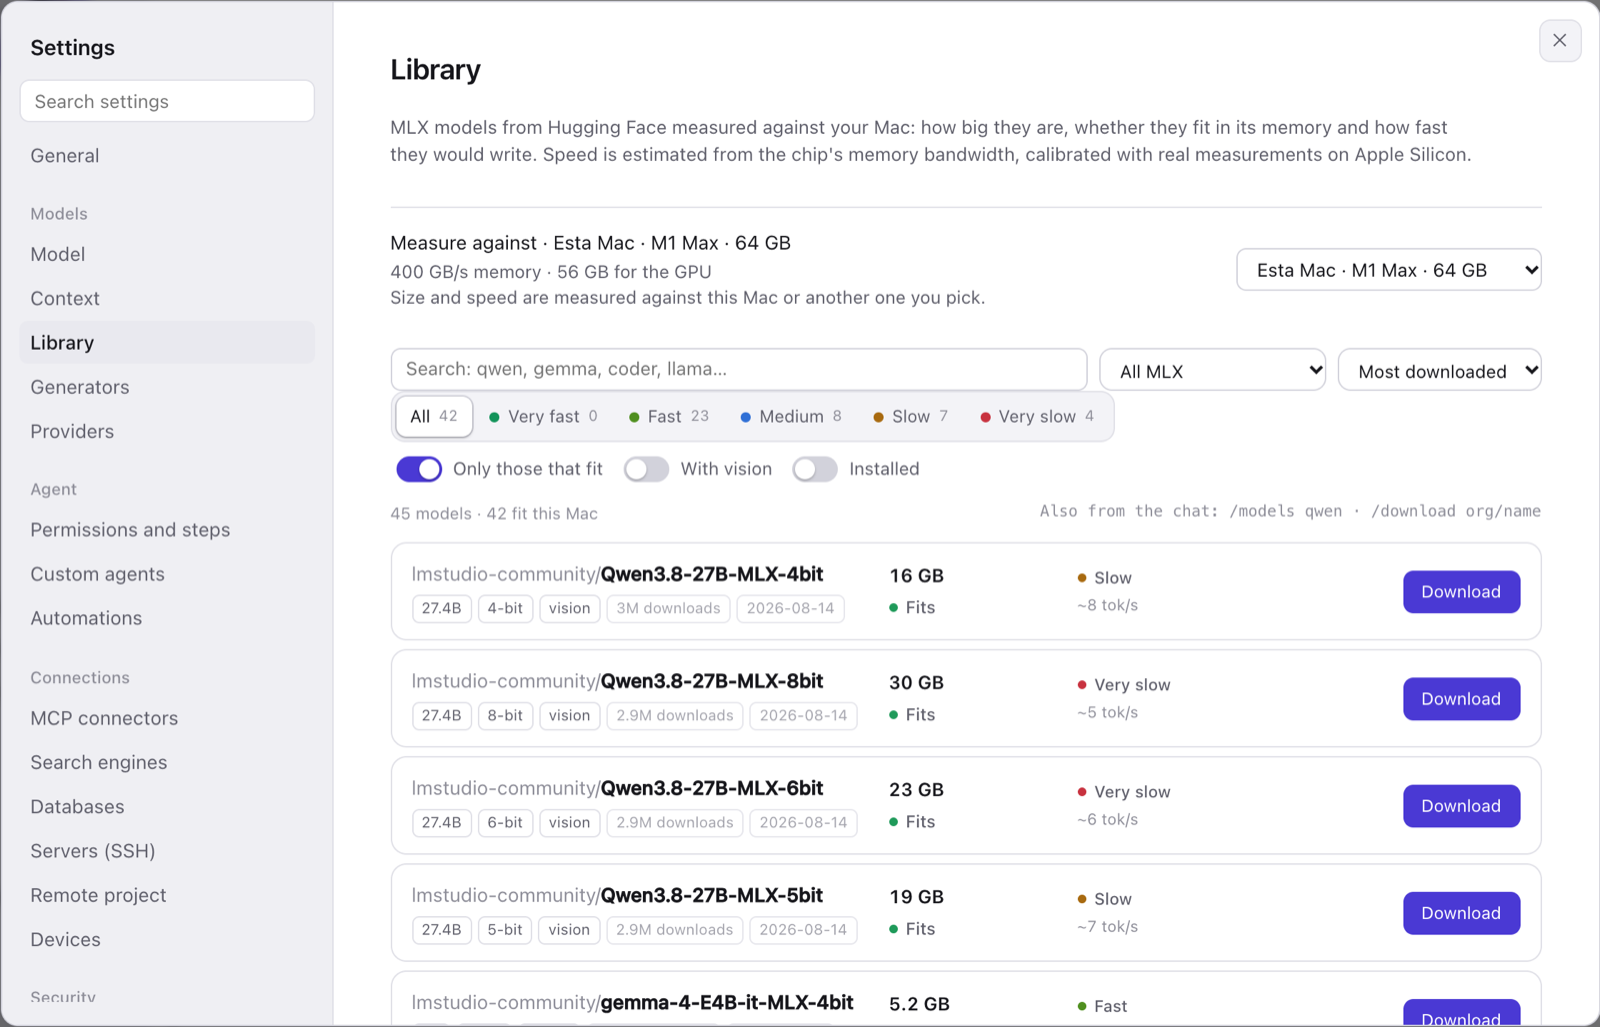 Settings
Search settings
General
Models
Model
Context
Library
Generators
Providers
Agent
Permissions and steps
Custom agents
Automations
Connections
MCP connectors
Search engines
Databases
Servers (SSH)
Remote project
Devices
Security
Library
MLX models from Hugging Face measured against your Mac: how big they are, whether they fit in its memory and how fast
they would write. Speed is estimated from the chip's memory bandwidth, calibrated with real measurements on Apple Silicon.
Measure against · Esta Mac · M1 Max · 64 GB
400 GB/s memory · 56 GB for the GPU
Size and speed are measured against this Mac or another one you pick.
Esta Mac · M1 Max · 64 GB
Search: qwen, gemma, coder, llama...
All MLX
Most downloaded
All 42 Very fast 0 Fast 23 Medium 8 Slow 7 Very slow 4
Only those that fit With vision Installed
45 models · 42 fit this Mac
Also from the chat: /models qwen · /download org/name
lmstudio-community/Qwen3.8-27B-MLX-4bit
27.4B 4-bit vision 3M downloads 2026-08-14
16 GB
Fits
Slow
~8 tok/s
Download
lmstudio-community/Qwen3.8-27B-MLX-8bit
27.4B 8-bit vision 2.9M downloads 2026-08-14
30 GB
Fits
Very slow
~5 tok/s
Download
lmstudio-community/Qwen3.8-27B-MLX-6bit
27.4B 6-bit vision 2.9M downloads 2026-08-14
23 GB
Fits
Very slow
~6 tok/s
Download
lmstudio-community/Qwen3.8-27B-MLX-5bit
27.4B 5-bit vision 2.9M downloads 2026-08-14
19 GB
Fits
Slow
~7 tok/s
Download
lmstudio-community/gemma-4-E4B-it-MLX-4bit
5.2 GB
Fast
Download